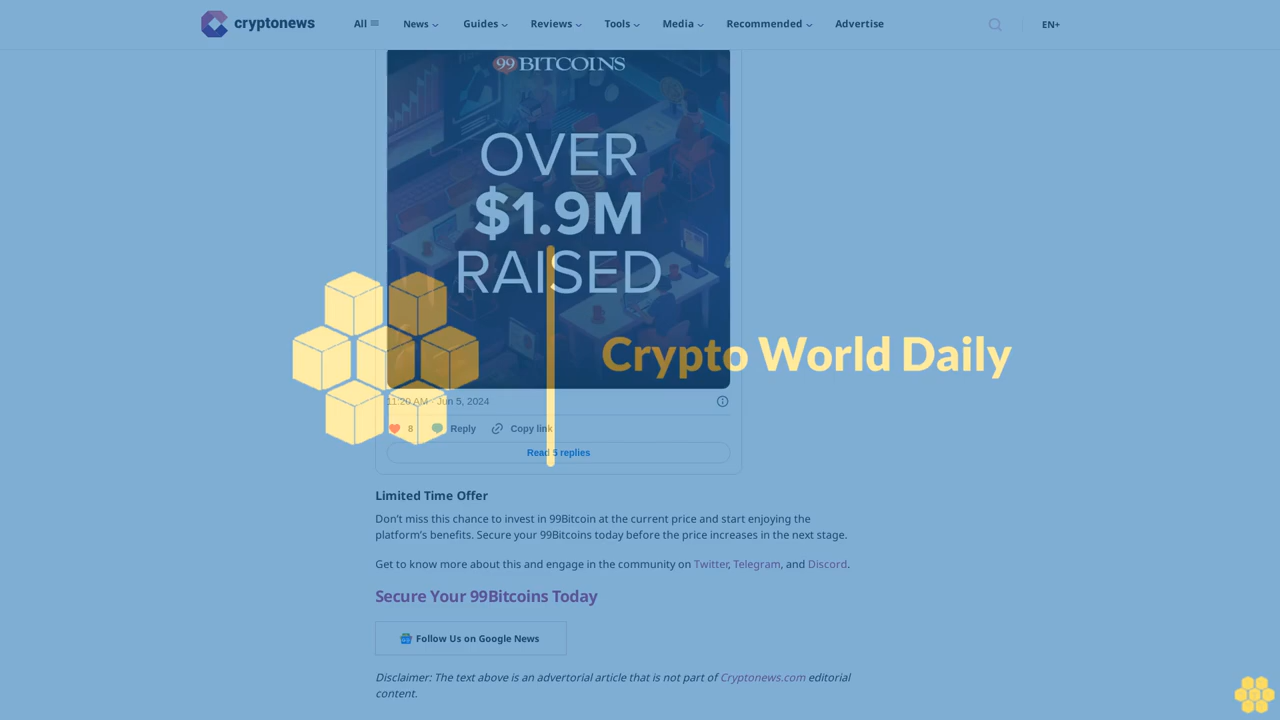 cryptonews
All
News
Guides
Reviews
Tools
Media
Recommended
Advertise
EN+
99 BITCOINS
OVER
$1.9M
RAISED
Crypto World Daily
11:20 AM · Jun 5, 2024
8
Reply
Copy link
Read 5 replies
Limited Time Offer
Don't miss this chance to invest in 99Bitcoin at the current price and start enjoying the
platform's benefits. Secure your 99Bitcoins today before the price increases in the next stage.
Get to know more about this and engage in the community on Twitter, Telegram, and Discord.
Secure Your 99Bitcoins Today
Follow Us on Google News
Disclaimer: The text above is an advertorial article that is not part of Cryptonews.com editorial
content.